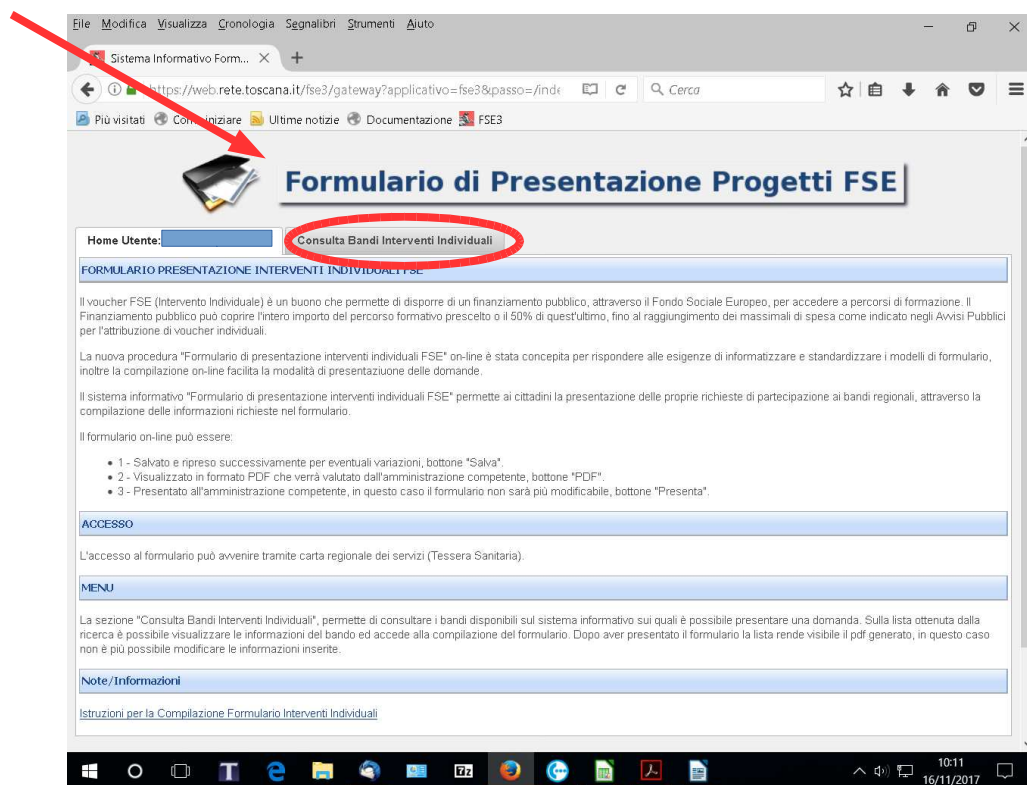 File Modifica Visualizza Cronologia Segnalibri Strumenti Aiuto
Sistema Informativo Form...
https://web.rete.toscana.it/fse3/gateway?applicativo=fse3&passo=/inde
Cerca
Più visitati Come iniziare Ultime notizie Documentazione FSE3
Formulario di Presentazione Progetti FSE
Home Utente: Consulta Bandi Interventi Individuali
FORMULARIO PRESENTAZIONE INTERVENTI INDIVIDUALI FSE
Il voucher FSE (Intervento Individuale) è un buono che permette di disporre di un finanziamento pubblico, attraverso il Fondo Sociale Europeo, per accedere a percorsi di formazione. Il
Finanziamento pubblico può coprire l'intero importo del percorso formativo prescelto o il 50% di quest'ultimo, fino al raggiungimento dei massimali di spesa come indicato negli Avvisi Pubblici
per l'attribuzione di voucher individuali.
La nuova procedura "Formulario di presentazione interventi individuali FSE" on-line è stata concepita per rispondere alle esigenze di informatizzare e standardizzare i modelli di formulario,
inoltre la compilazione on-line facilita la modalità di presentaziuone delle domande.
Il sistema informativo "Formulario di presentazione interventi individuali FSE" permette ai cittadini la presentazione delle proprie richieste di partecipazione ai bandi regionali, attraverso la
compilazione delle informazioni richieste nel formulario.
Il formulario on-line può essere:
1 - Salvato e ripreso successivamente per eventuali variazioni, bottone "Salva".
2 - Visualizzato in formato PDF che verrà valutato dall'amministrazione competente, bottone "PDF".
3 - Presentato all'amministrazione competente, in questo caso il formulario non sarà più modificabile, bottone "Presenta".
ACCESSO
L'accesso al formulario può avvenire tramite carta regionale dei servizi (Tessera Sanitaria).
MENU
La sezione "Consulta Bandi Interventi Individuali", permette di consultare i bandi disponibili sul sistema informativo sui quali è possibile presentare una domanda. Sulla lista ottenuta dalla
ricerca è possibile visualizzare le informazioni del bando ed accede alla compilazione del formulario. Dopo aver presentato il formulario la lista rende visibile il pdf generato, in questo caso
non è più possibile modificare le informazioni inserite.
Note/Informazioni
Istruzioni per la Compilazione Formulario Interventi Individuali
10:11
16/11/2017